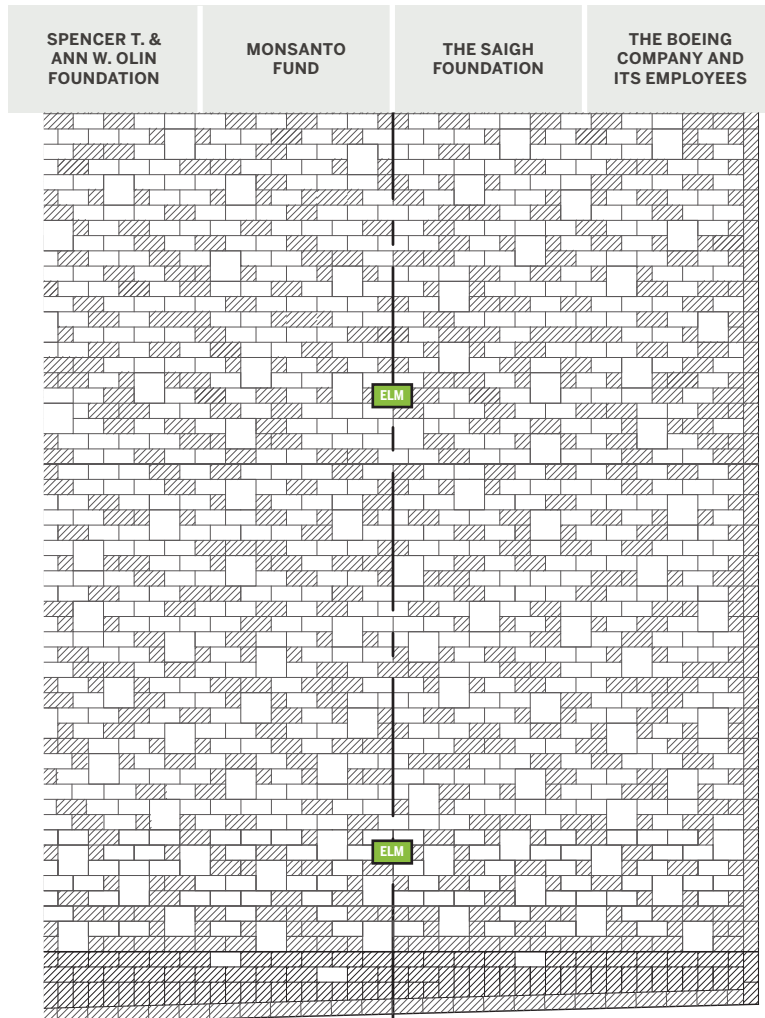 SPENCER T. &
ANN W. OLIN
FOUNDATION
MONSANTO
FUND
THE SAIGH
FOUNDATION
THE BOEING
COMPANY AND
ITS EMPLOYEES
ELM
ELM